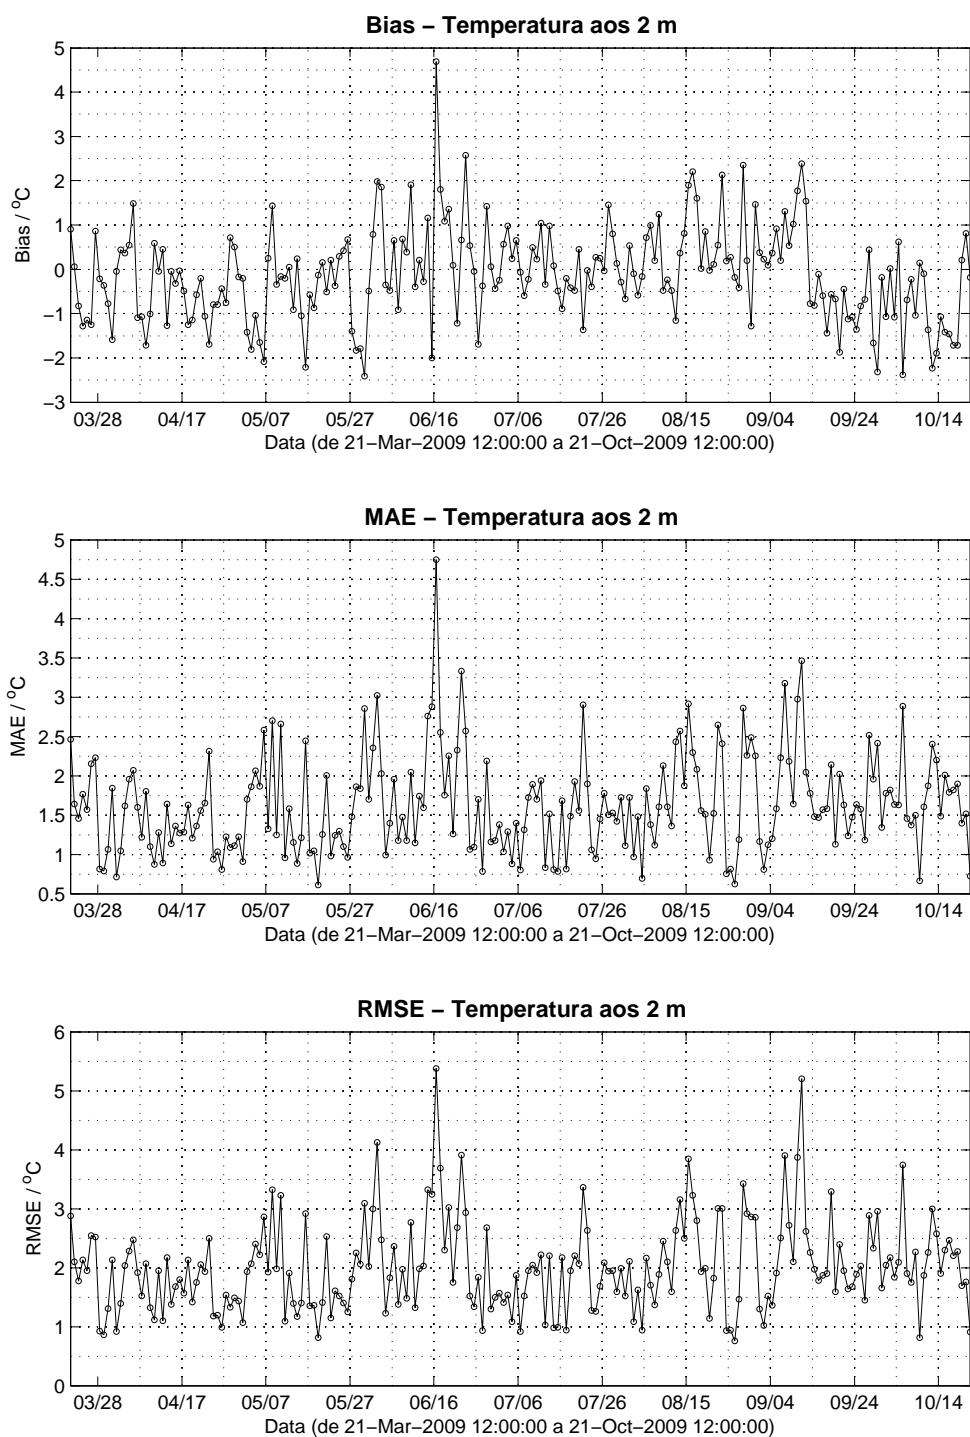 Bias − Temperatura aos 2 m
5
4
3
2
1
0
−1
−2
−3
Bias / °C
03/28 04/17 05/07 05/27 06/16 07/06 07/26 08/15 09/04 09/24 10/14
Data (de 21−Mar−2009 12:00:00 a 21−Oct−2009 12:00:00)
MAE − Temperatura aos 2 m
5
4.5
4
3.5
3
2.5
2
1.5
1
0.5
MAE / °C
03/28 04/17 05/07 05/27 06/16 07/06 07/26 08/15 09/04 09/24 10/14
Data (de 21−Mar−2009 12:00:00 a 21−Oct−2009 12:00:00)
RMSE − Temperatura aos 2 m
6
5
4
3
2
1
0
RMSE / °C
03/28 04/17 05/07 05/27 06/16 07/06 07/26 08/15 09/04 09/24 10/14
Data (de 21−Mar−2009 12:00:00 a 21−Oct−2009 12:00:00)